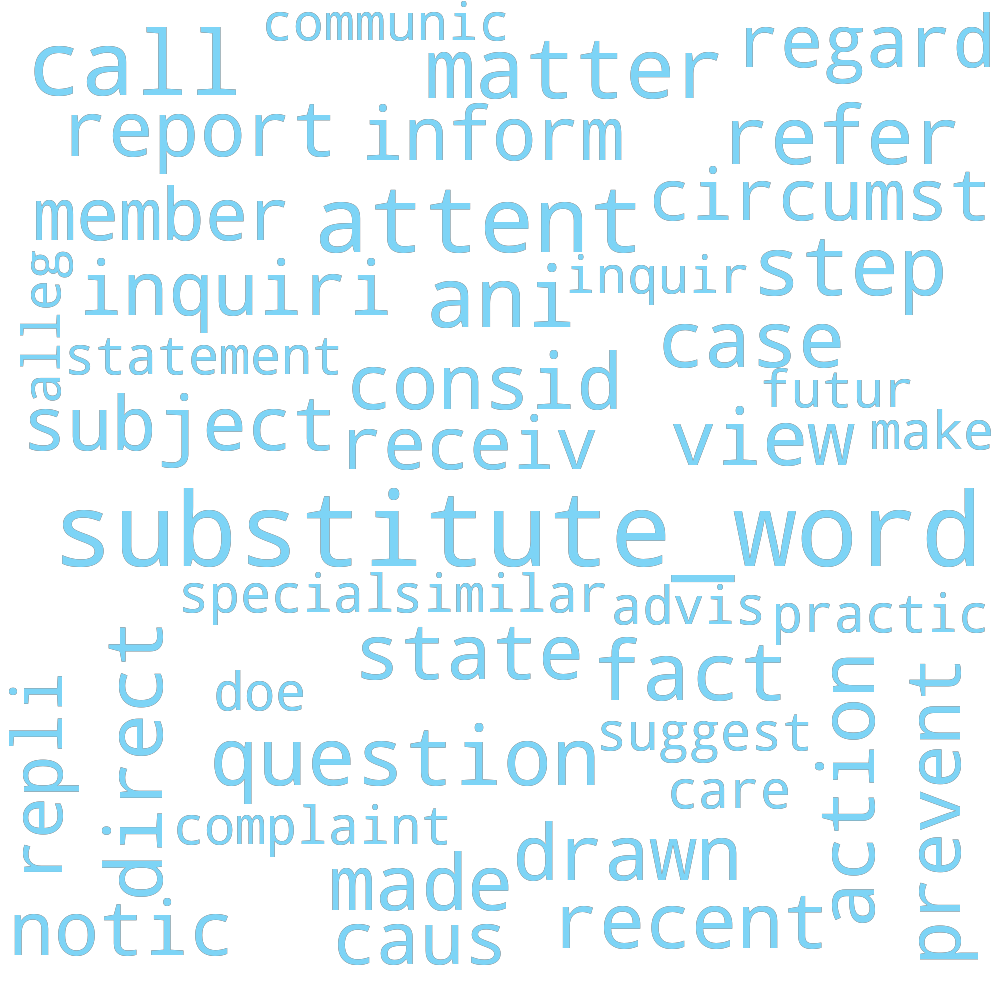 communic
call
matter
regard
report
inform
refer
member
attent
circumst
alleg
inquiri
ani
inquir
step
statement
case
consid
futur
subject
receiv
view
make
substitute_word
special
similar
advis
practic
direct
state
fact
repli
doe
action
prevent
question
suggest
care
complaint
drawn
made
notic
caus
recent